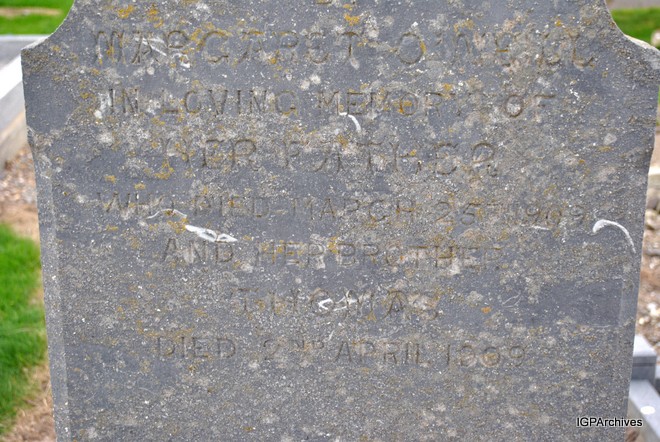 MARGARET O'NEILL
IN LOVING MEMORY OF
HER FATHER
WHO DIED MARCH 25TH 1909
AND HER BROTHER
THOMAS
DIED 2ND APRIL 1909
IGPArchives